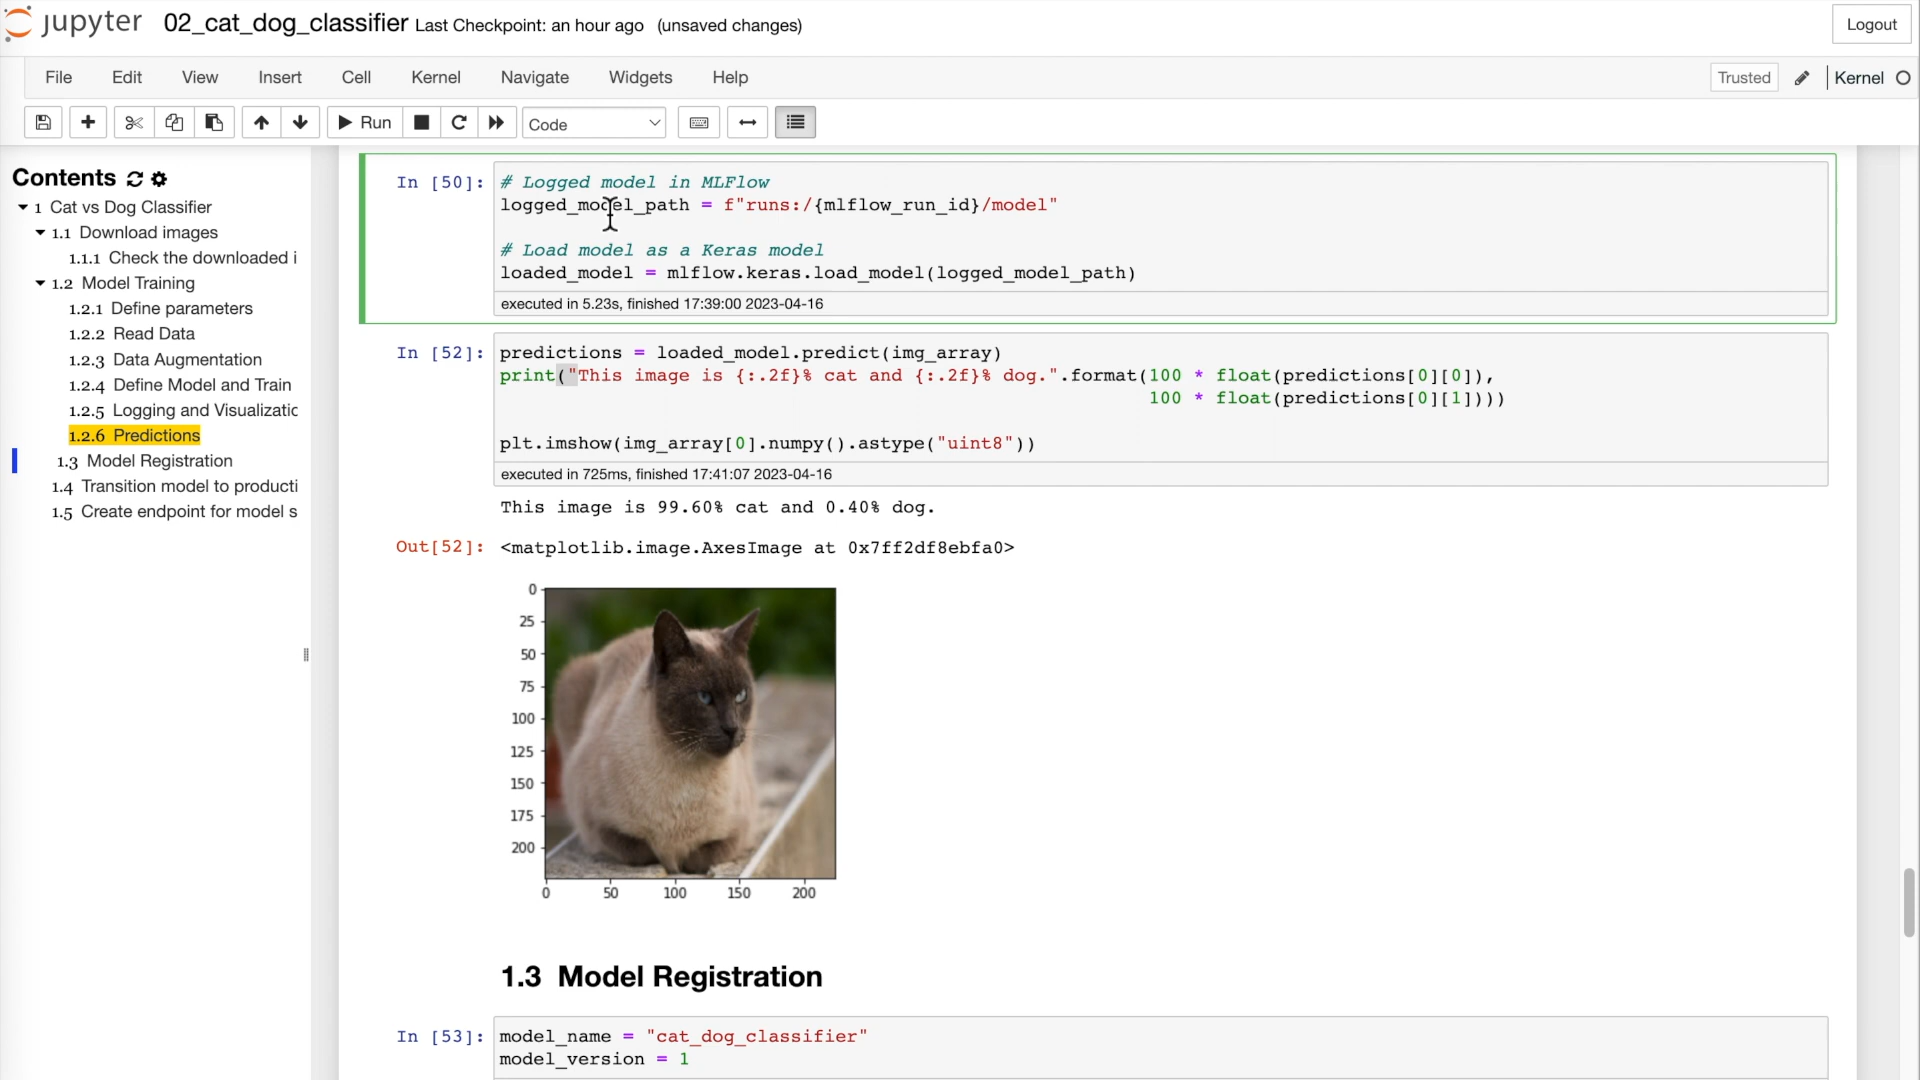 jupyter 02_cat_dog_classifier Last Checkpoint: an hour ago (unsaved changes)
Logout
File Edit View Insert Cell Kernel Navigate Widgets Help
Trusted Kernel
Run Code
Contents
1 Cat vs Dog Classifier
1.1 Download images
1.1.1 Check the downloaded i
1.2 Model Training
1.2.1 Define parameters
1.2.2 Read Data
1.2.3 Data Augmentation
1.2.4 Define Model and Train
1.2.5 Logging and Visualizatic
1.2.6 Predictions
1.3 Model Registration
1.4 Transition model to producti
1.5 Create endpoint for model s
In [50]: # Logged model in MLFlow
logged_model_path = f"runs:/{mlflow_run_id}/model"
# Load model as a Keras model
loaded_model = mlflow.keras.load_model(logged_model_path)
executed in 5.23s, finished 17:39:00 2023-04-16
In [52]: predictions = loaded_model.predict(img_array)
print("This image is {:.2f}% cat and {:.2f}% dog.".format(100 * float(predictions[0][0]),
100 * float(predictions[0][1])))
plt.imshow(img_array[0].numpy().astype("uint8"))
executed in 725ms, finished 17:41:07 2023-04-16
This image is 99.60% cat and 0.40% dog.
Out[52]: <matplotlib.image.AxesImage at 0x7ff2df8ebfa0>
0
25
50
75
100
125
150
175
200
0 50 100 150 200
1.3 Model Registration
In [53]: model_name = "cat_dog_classifier"
model_version = 1